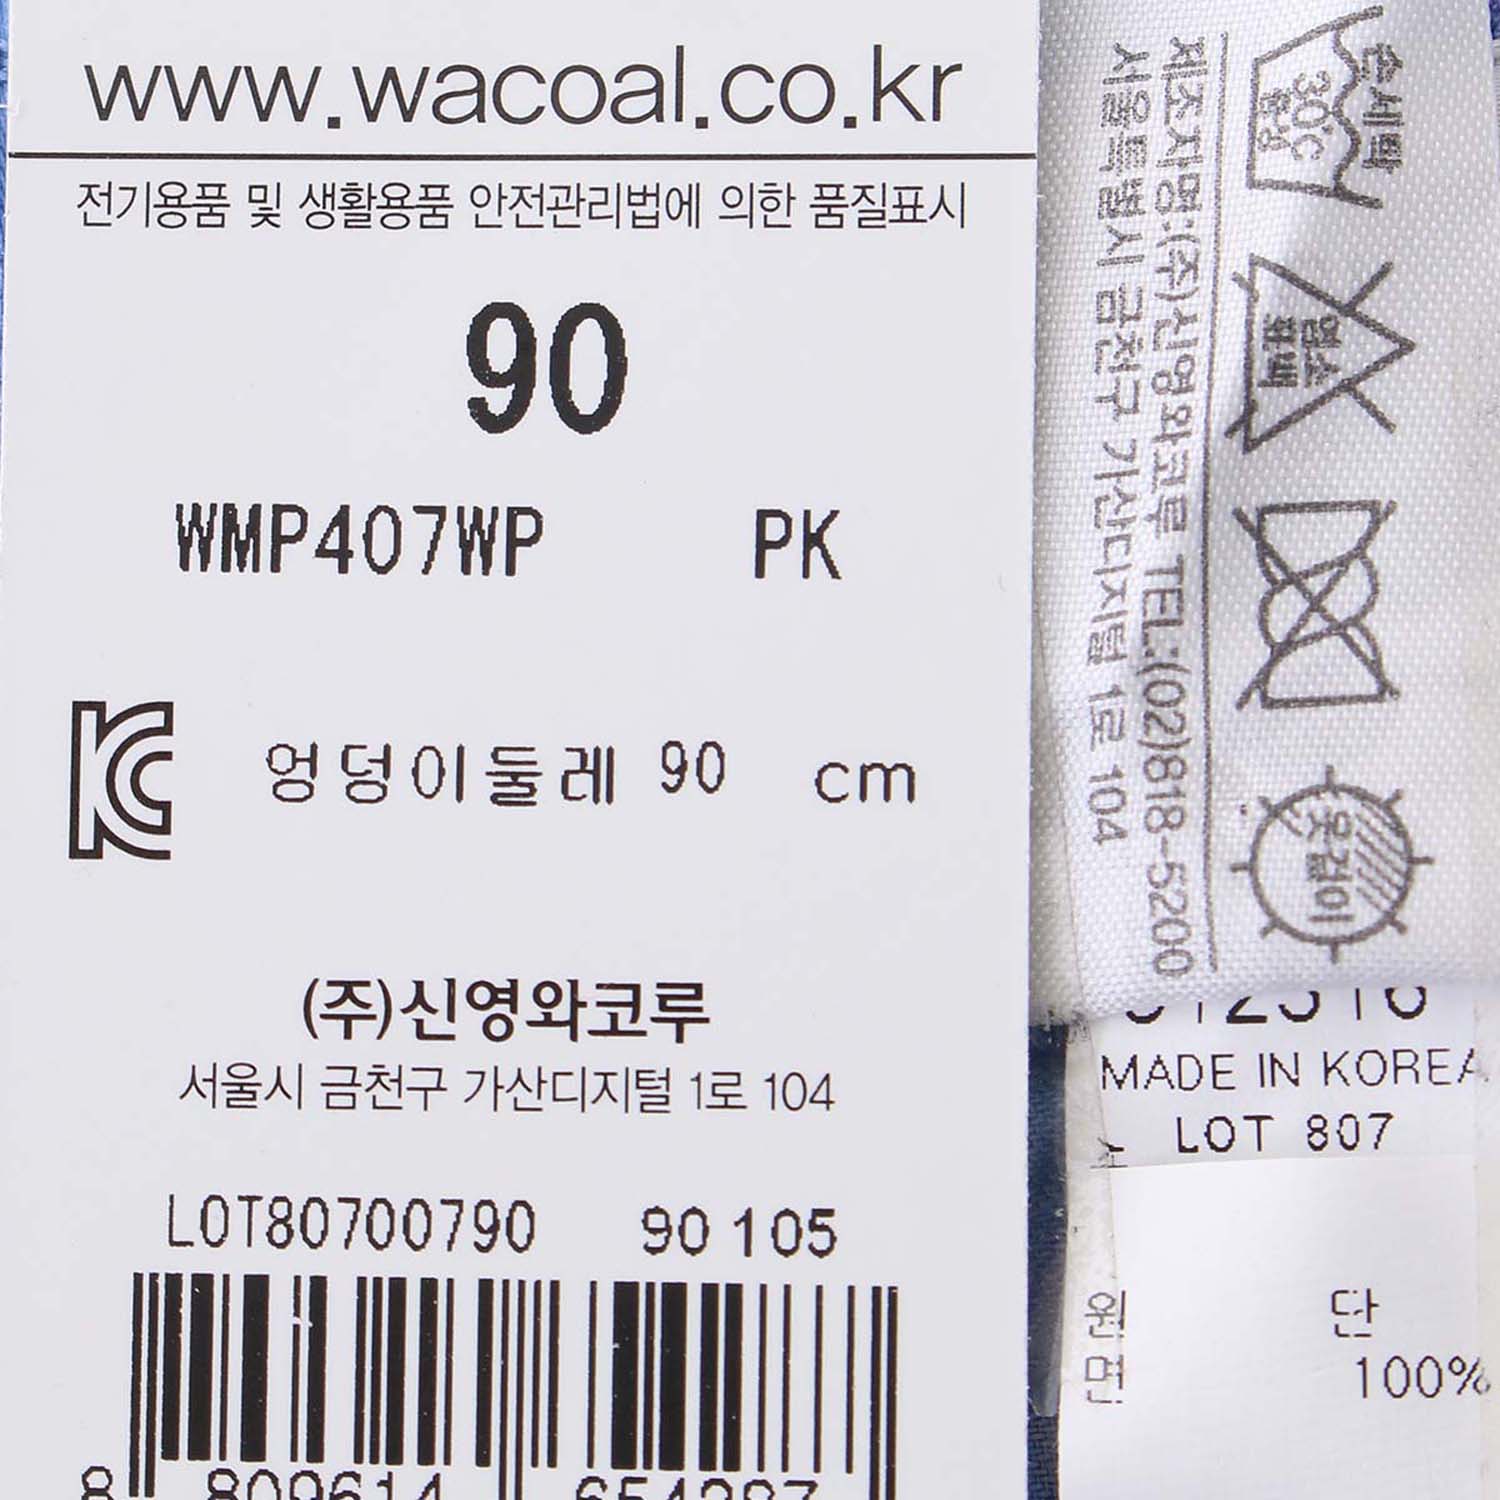 www.wacoal.co.kr
전기용품 및 생활용품 안전관리법에 의한 품질표시
90
WMP407WP PK
엉덩이둘레 90 cm
(주)신영와코루
서울시 금천구 가산디지털 1로 104
LOT80700790 90 105
8 809614
손세탁
30℃
중성
염소
표백
옷걸이
제조자명:(주)신영와코루 TEL:(02)818-5200
서울특별시 금천구 가산디지털 1로 104
MADE IN KOREA
LOT 807
단
100%